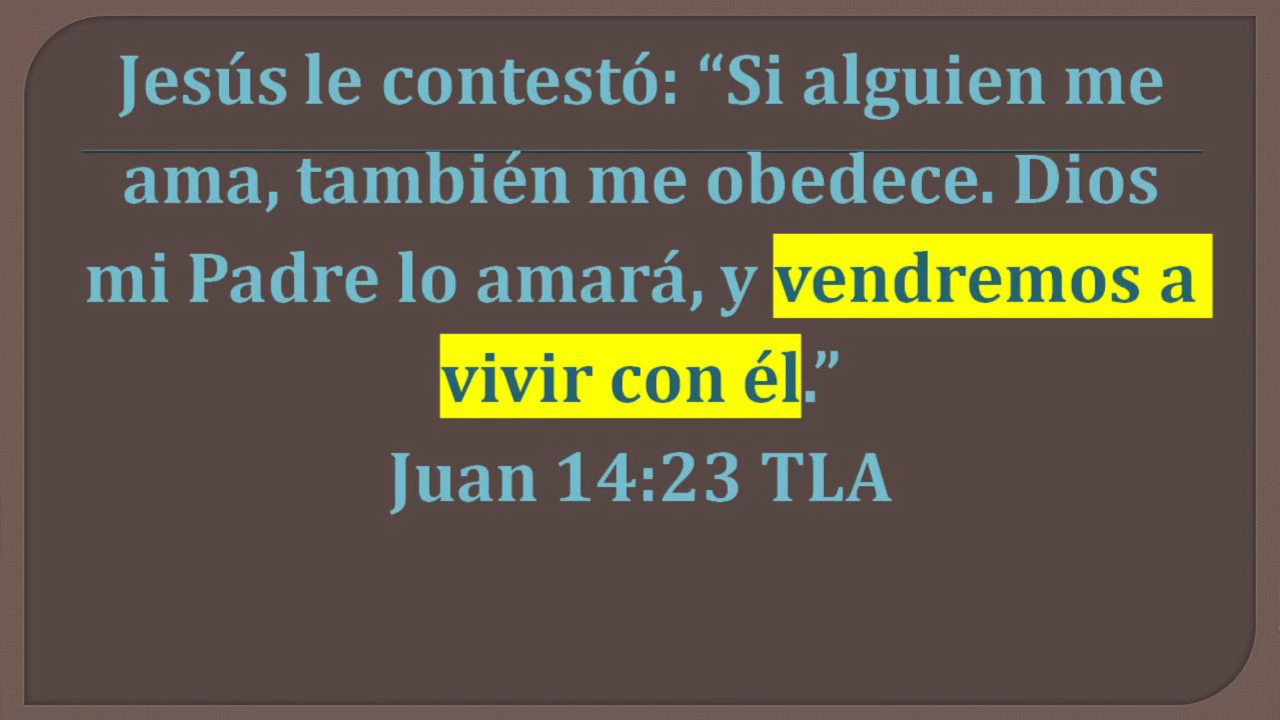 Jesús le contestó: “Si alguien me
ama, también me obedece. Dios
mi Padre lo amará, y vendremos a
vivir con él.”
Juan 14:23 TLA